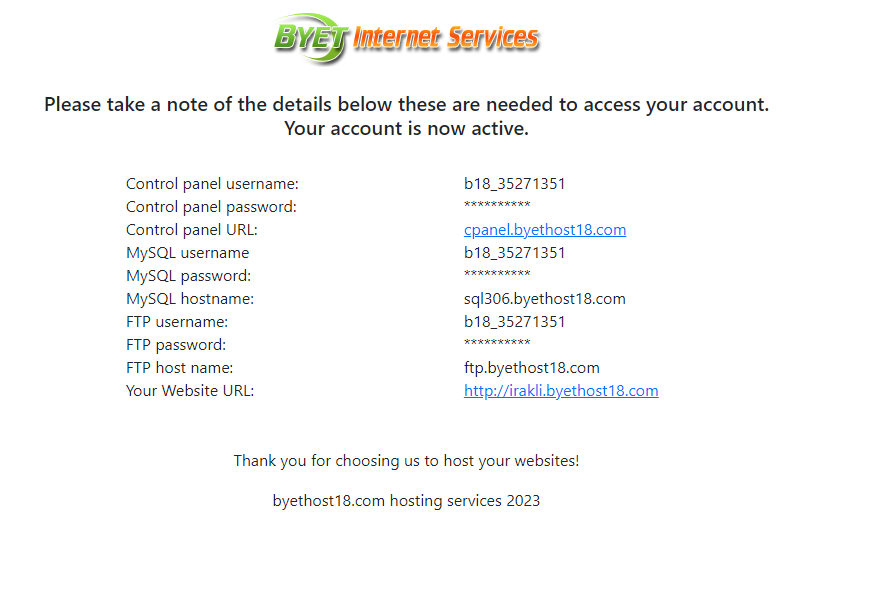 BYET Internet Services
Please take a note of the details below these are needed to access your account.
Your account is now active.
Control panel username: b18_35271351
Control panel password: **********
Control panel URL: cpanel.byethost18.com
MySQL username b18_35271351
MySQL password: **********
MySQL hostname: sql306.byethost18.com
FTP username: b18_35271351
FTP password: **********
FTP host name: ftp.byethost18.com
Your Website URL: http://irakli.byethost18.com
Thank you for choosing us to host your websites!
byethost18.com hosting services 2023